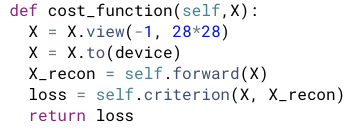 def cost_function(self,X):
  X = X.view(-1, 28*28)
  X = X.to(device)
  X_recon = self.forward(X)
  loss = self.criterion(X, X_recon)
  return loss